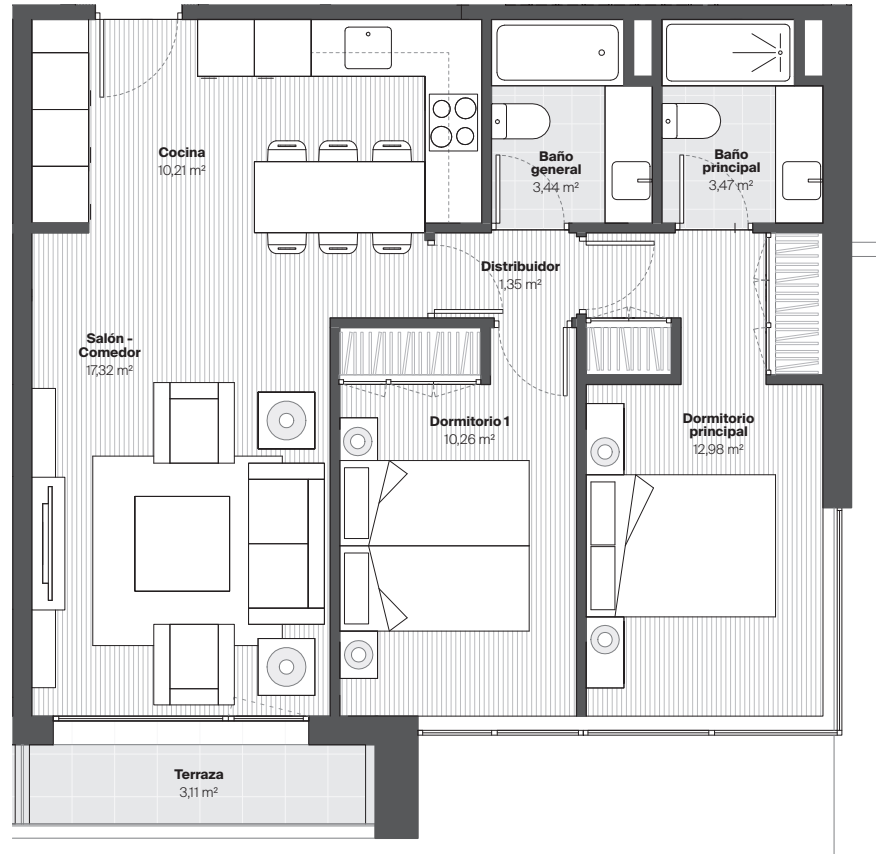 Cocina
10,21 m²
Baño
general
3,44 m²
Baño
principal
3,47 m²
Distribuidor
1,35 m²
Salón -
Comedor
17,32 m²
Dormitorio 1
10,26 m²
Dormitorio
principal
12,98 m²
Terraza
3,11 m²